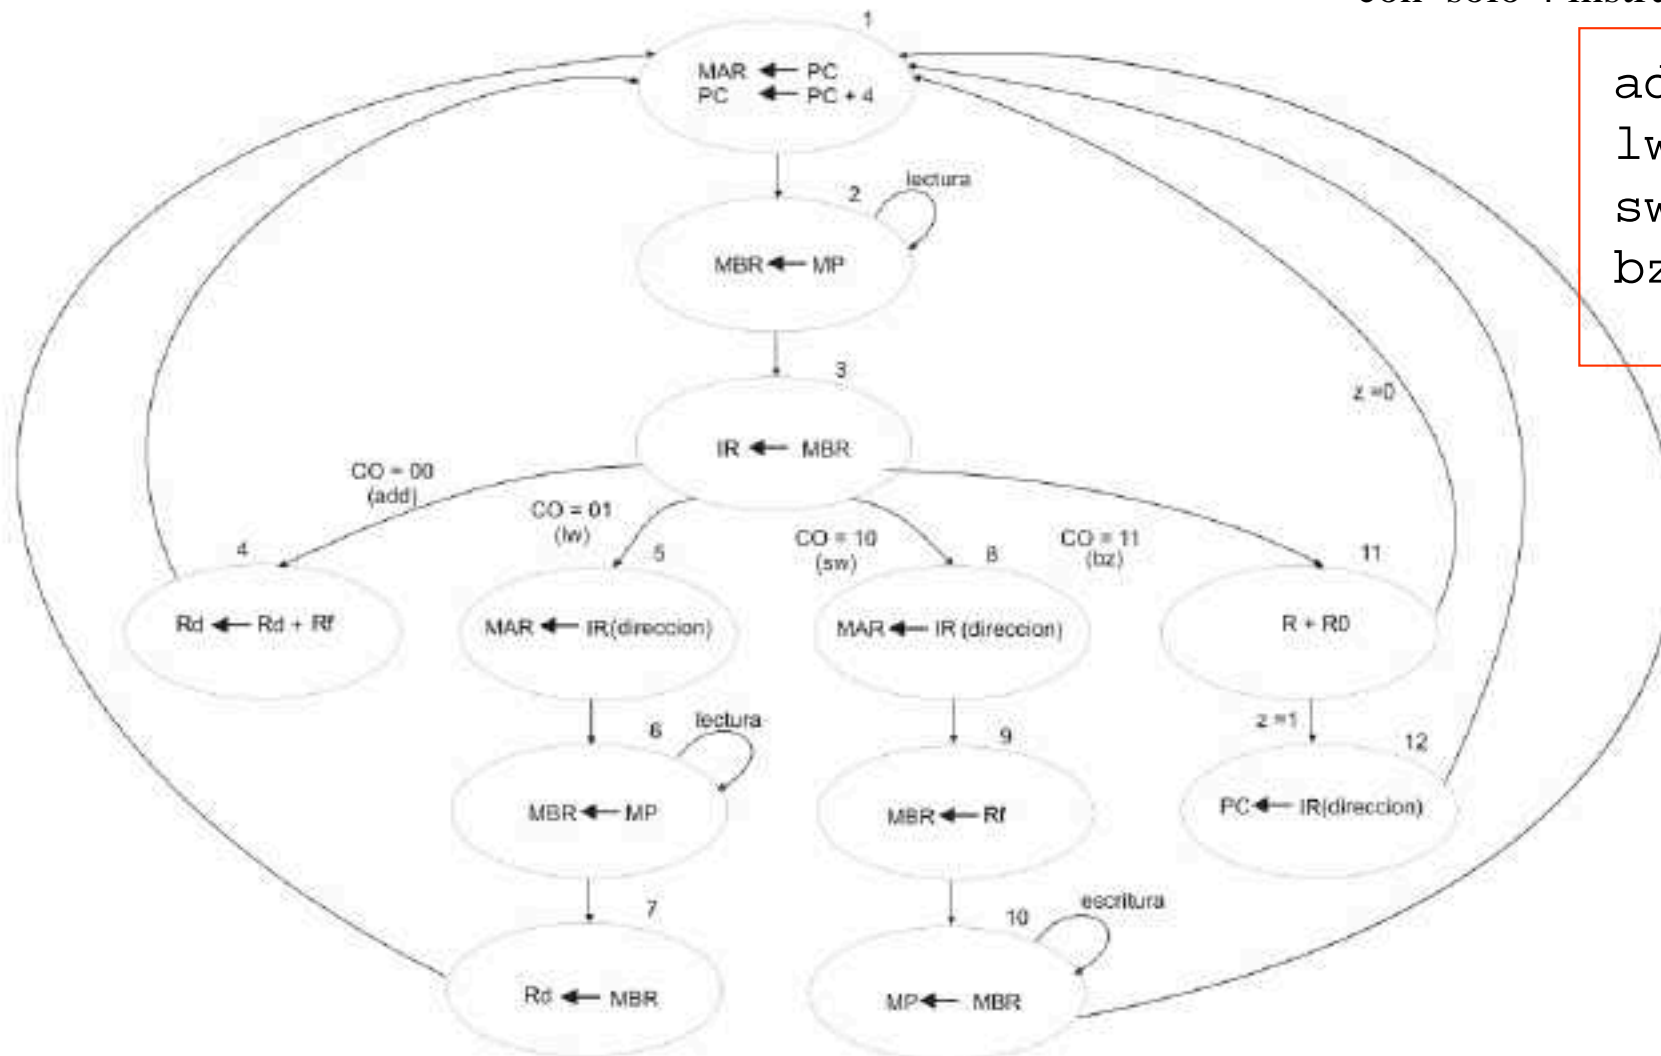 1
MAR ← PC
PC ← PC + 4
2
lectura
MBR ← MP
3
IR ← MBR
z =0
CO = 00
(add)
CO = 01
(lw)
CO = 10
(sw)
CO = 11
(bz)
4
Rd ← Rd + Rf
5
MAR ← IR(direccion)
8
MAR ← IR (direccion)
11
R + R0
6
lectura
MBR ← MP
9
MBR ← Rf
z =1
12
PC ← IR(direccion)
7
Rd ← MBR
10
escritura
MP ← MBR
lw
sw